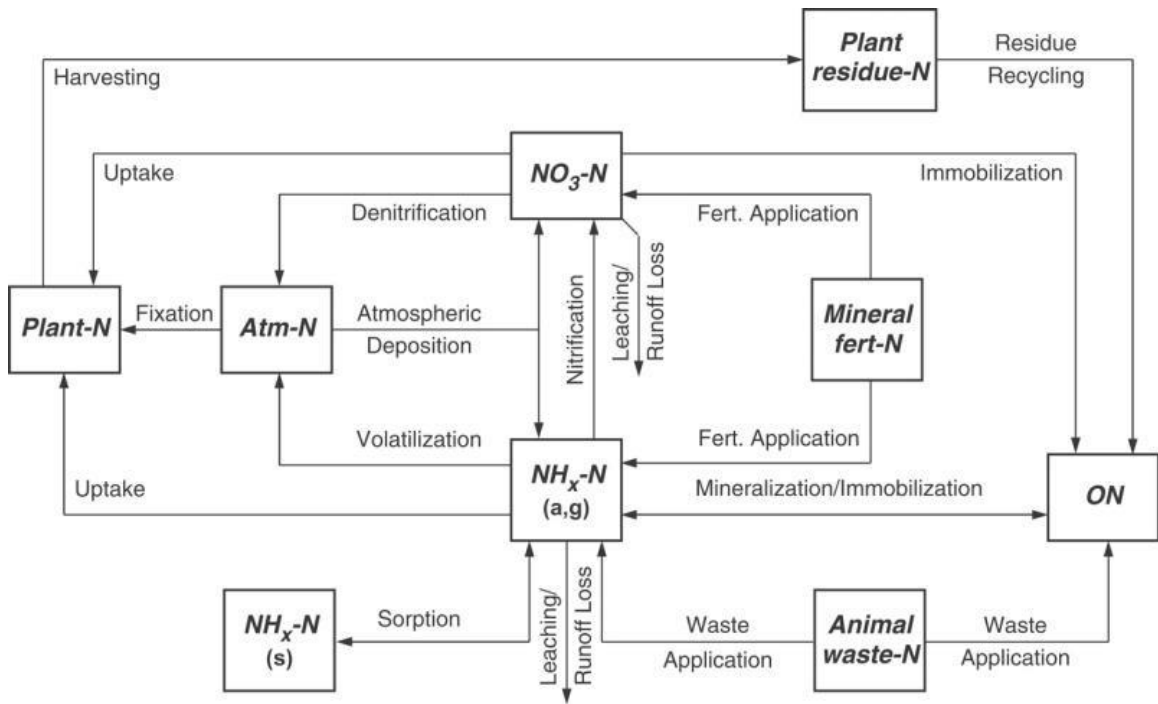 Plant
residue-N
Residue
Recycling
Harvesting
NO3-N
Uptake
Immobilization
Denitrification
Fert. Application
Leaching/
Runoff Loss
Nitrification
Plant-N
Fixation
Atm-N
Atmospheric
Deposition
Mineral
fert-N
Volatilization
Fert. Application
NHx-N
(a,g)
Uptake
Mineralization/Immobilization
ON
NHx-N
(s)
Sorption
Leaching/
Runoff Loss
Waste
Application
Animal
waste-N
Waste
Application